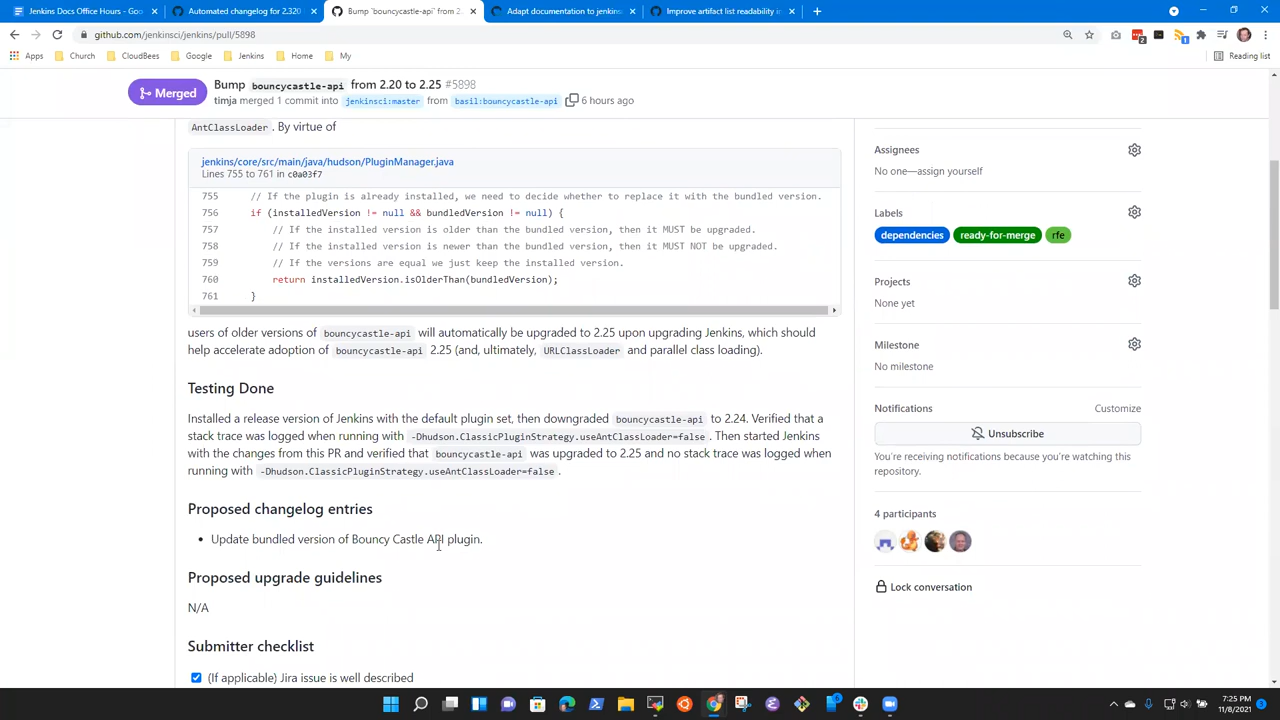 Jenkins Docs Office Hours - Goo
Automated changelog for 2.320
Bump "bouncycastle-api" from 2.
Adapt documentation to jenkins
Improve artifact list readability in
github.com/jenkinsci/jenkins/pull/5898
Apps
Church
CloudBees
Google
Jenkins
Home
My
Reading list
Merged
Bump bouncycastle-api from 2.20 to 2.25 #5898
timja merged 1 commit into jenkinsci:master from basil:bouncycastle-api 6 hours ago
AntClassLoader . By virtue of
jenkins/core/src/main/java/hudson/PluginManager.java
Lines 755 to 761 in c0a03f7
755 // If the plugin is already installed, we need to decide whether to replace it with the bundled version.
756 if (installedVersion != null && bundledVersion != null) {
757 // If the installed version is older than the bundled version, then it MUST be upgraded.
758 // If the installed version is newer than the bundled version, then it MUST NOT be upgraded.
759 // If the versions are equal we just keep the installed version.
760 return installedVersion.isOlderThan(bundledVersion);
761 }
users of older versions of bouncycastle-api will automatically be upgraded to 2.25 upon upgrading Jenkins, which should
help accelerate adoption of bouncycastle-api 2.25 (and, ultimately, URLClassLoader and parallel class loading).
Testing Done
Installed a release version of Jenkins with the default plugin set, then downgraded bouncycastle-api to 2.24. Verified that a
stack trace was logged when running with -Dhudson.ClassicPluginStrategy.useAntClassLoader=false . Then started Jenkins
with the changes from this PR and verified that bouncycastle-api was upgraded to 2.25 and no stack trace was logged when
running with -Dhudson.ClassicPluginStrategy.useAntClassLoader=false .
Proposed changelog entries
• Update bundled version of Bouncy Castle API plugin.
Proposed upgrade guidelines
N/A
Submitter checklist
(If applicable) Jira issue is well described
Assignees
No one—assign yourself
Labels
dependencies
ready-for-merge
rfe
Projects
None yet
Milestone
No milestone
Notifications
Customize
Unsubscribe
You're receiving notifications because you're watching this
repository.
4 participants
Lock conversation
7:25 PM
11/8/2021